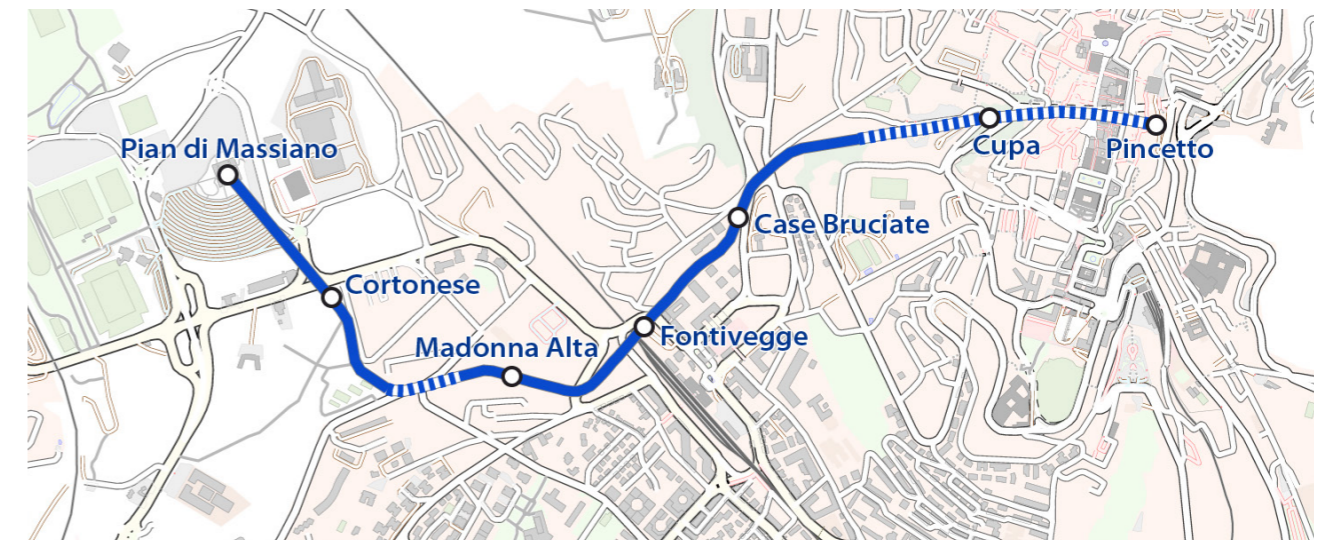 Pian di Massiano
Cortonese
Madonna Alta
Fontivegge
Case Bruciate
Cupa
Pincetto